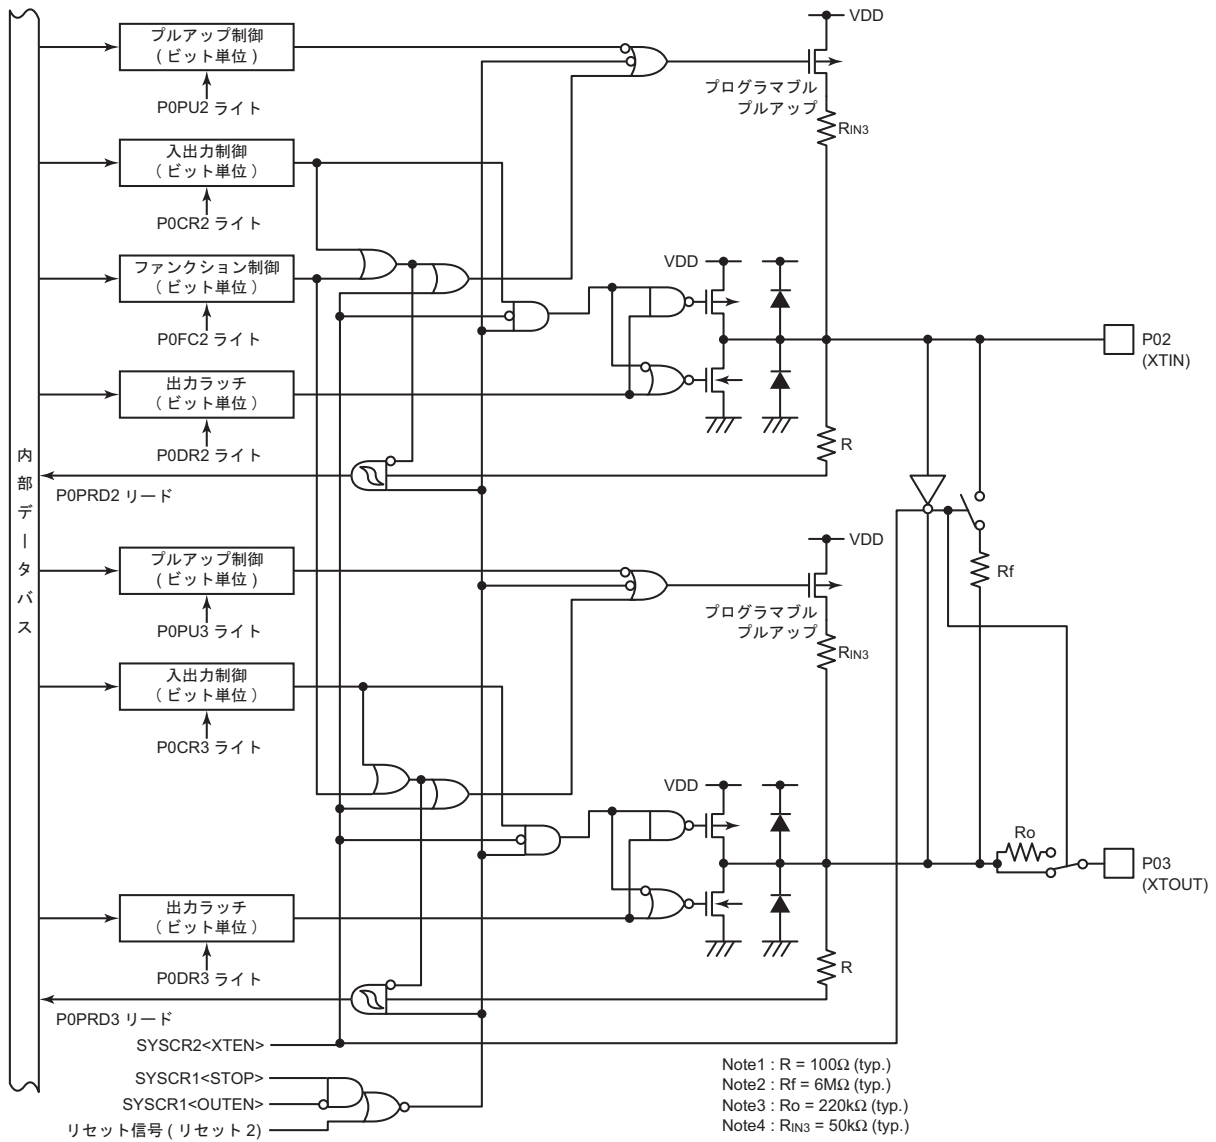 VDD
プルアップ制御
( ビット単位 )
P0PU2 ライト
プログラマブル
プルアップ
RIN3
入出力制御
( ビット単位 )
P0CR2 ライト
ファンクション制御
( ビット単位 )
P0FC2 ライト
VDD
P02
(XTIN)
出力ラッチ
( ビット単位 )
P0DR2 ライト
R
内部データバス
P0PRD2 リード
VDD
プルアップ制御
( ビット単位 )
P0PU3 ライト
Rf
プログラマブル
プルアップ
RIN3
入出力制御
( ビット単位 )
P0CR3 ライト
VDD
Ro
P03
(XTOUT)
出力ラッチ
( ビット単位 )
P0DR3 ライト
R
P0PRD3 リード
SYSCR2<XTEN>
SYSCR1<STOP>
SYSCR1<OUTEN>
リセット信号 ( リセット 2)
Note1 : R = 100Ω (typ.)
Note2 : Rf = 6MΩ (typ.)
Note3 : Ro = 220kΩ (typ.)
Note4 : RIN3 = 50kΩ (typ.)